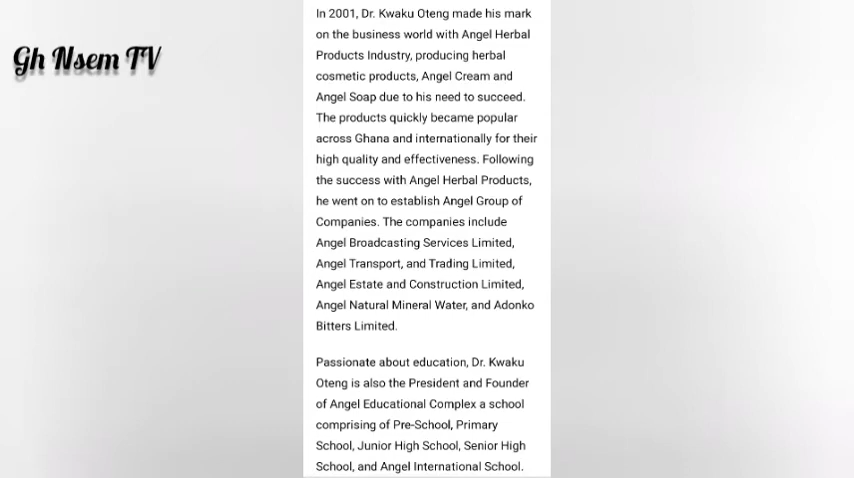 Gh Nsem TV
In 2001, Dr. Kwaku Oteng made his mark
on the business world with Angel Herbal
Products Industry, producing herbal
cosmetic products, Angel Cream and
Angel Soap due to his need to succeed.
The products quickly became popular
across Ghana and internationally for their
high quality and effectiveness. Following
the success with Angel Herbal Products,
he went on to establish Angel Group of
Companies. The companies include
Angel Broadcasting Services Limited,
Angel Transport, and Trading Limited,
Angel Estate and Construction Limited,
Angel Natural Mineral Water, and Adonko
Bitters Limited.
Passionate about education, Dr. Kwaku
Oteng is also the President and Founder
of Angel Educational Complex a school
comprising of Pre-School, Primary
School, Junior High School, Senior High
School, and Angel International School.